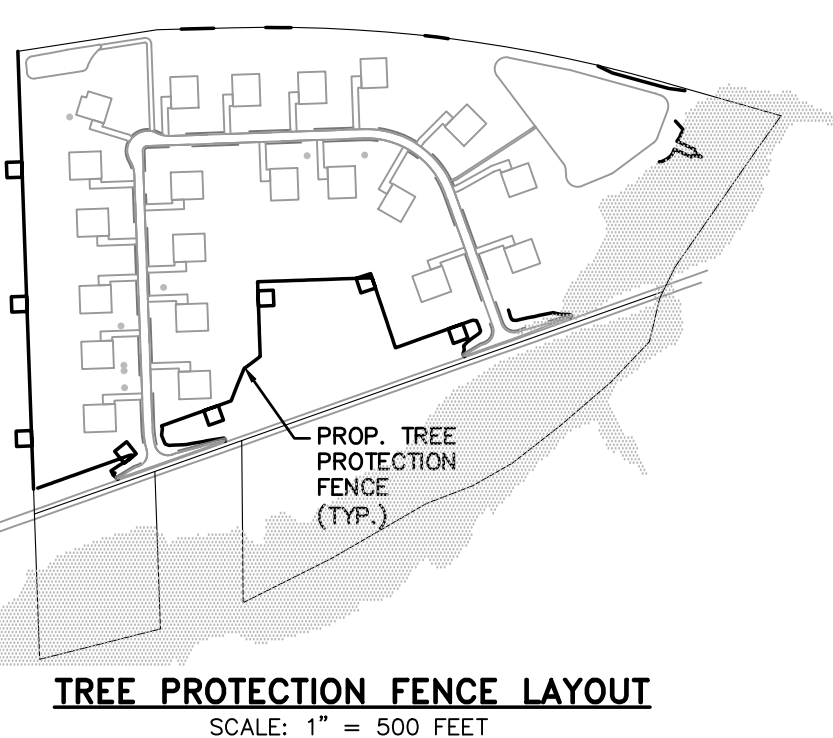 PROP. TREE
PROTECTION
FENCE
(TYP.)
TREE PROTECTION FENCE LAYOUT
SCALE: 1" = 500 FEET